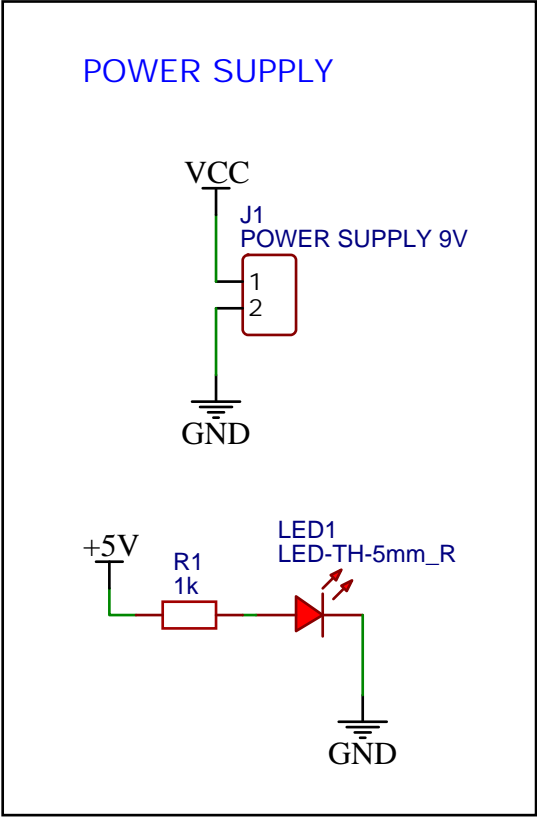 POWER SUPPLY
VCC
J1
POWER SUPPLY 9V
1
2
GND
+5V
R1
1k
LED1
LED-TH-5mm_R
GND